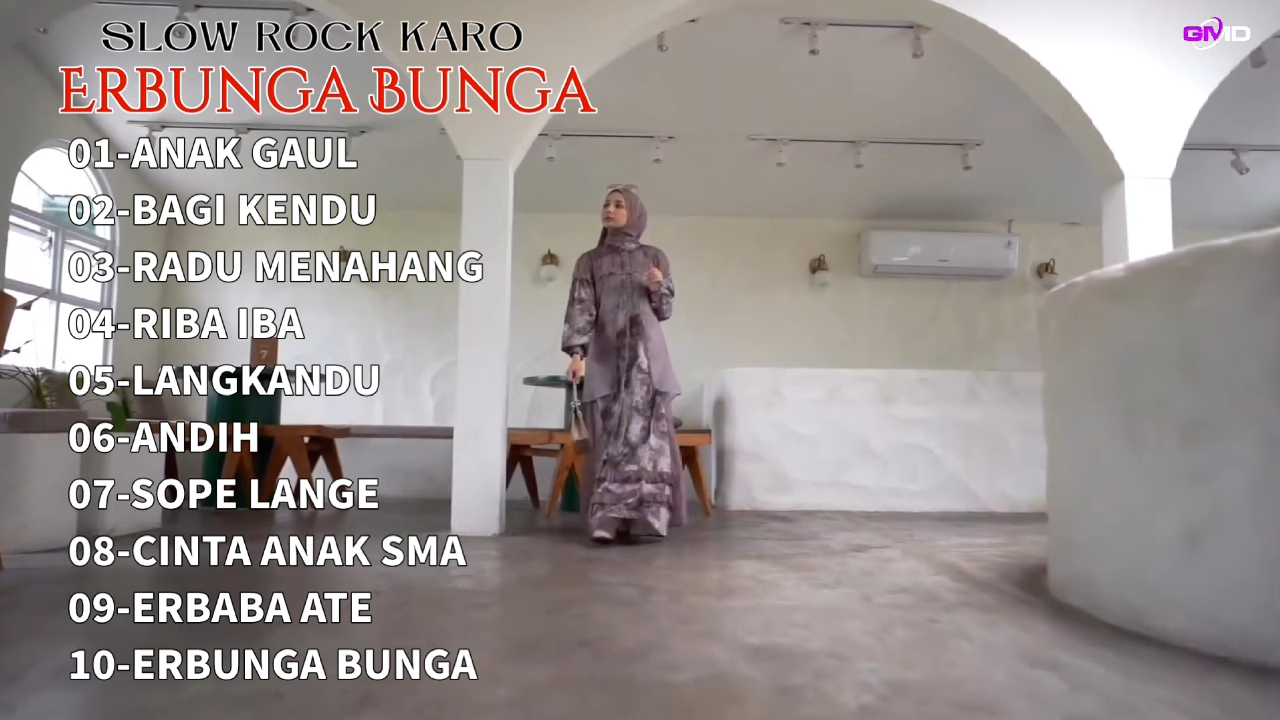 SLOW ROCK KARO
ERBUNGA BUNGA
GMD
01-ANAK GAUL
02-BAGI KENDU
03-RADU MENAHANG
04-RIBA IBA
05-LANGKANDU
06-ANDIH
07-SOPE LANGE
08-CINTA ANAK SMA
09-ERBABA ATE
10-ERBUNGA BUNGA
7